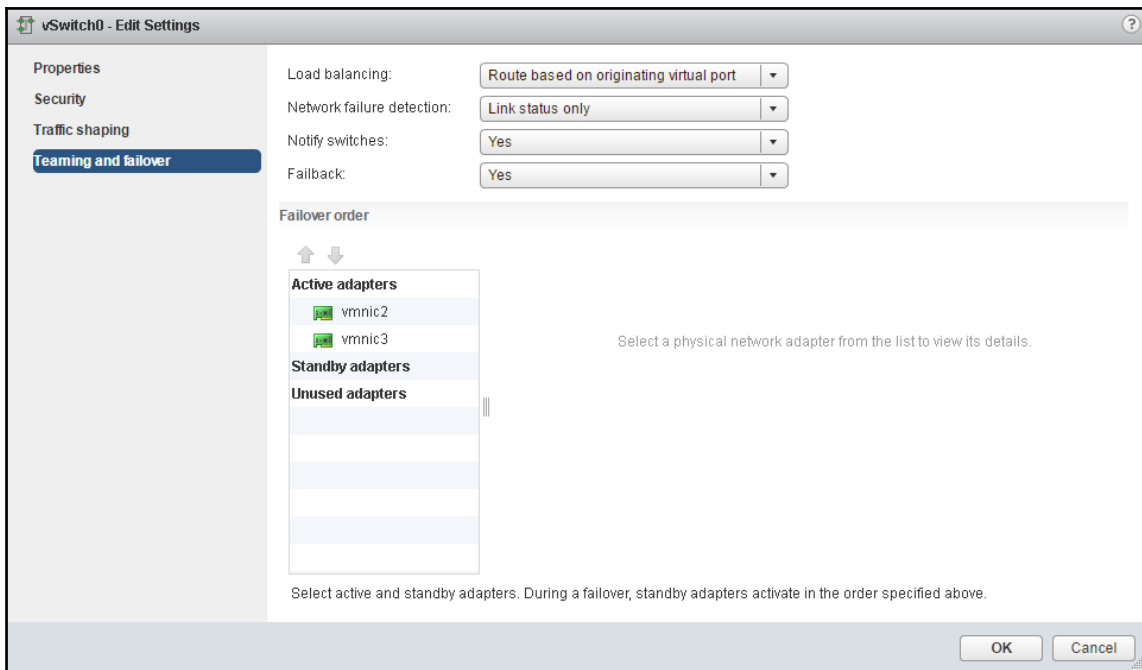 vSwitch0 - Edit Settings
?
Properties
Security
Traffic shaping
Teaming and failover
Load balancing: Route based on originating virtual port
Network failure detection: Link status only
Notify switches: Yes
Failback: Yes
Failover order
Active adapters
vmnic2
vmnic3
Standby adapters
Unused adapters
Select a physical network adapter from the list to view its details.
Select active and standby adapters. During a failover, standby adapters activate in the order specified above.
OK Cancel